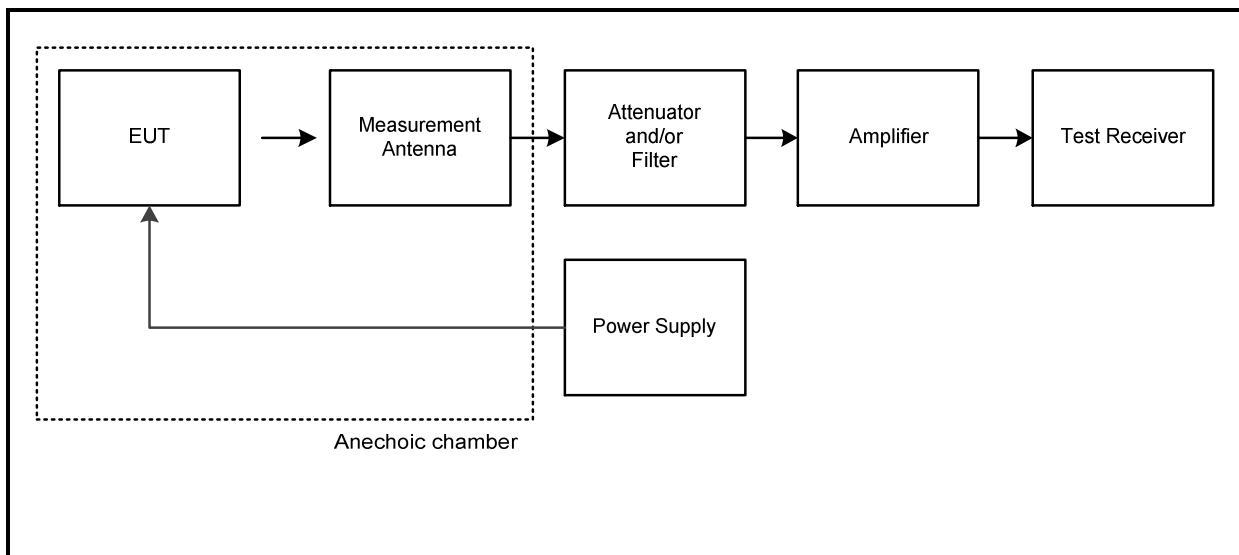 EUT
Measurement
Antenna
Attenuator
and/or
Filter
Amplifier
Test Receiver
Power Supply
Anechoic chamber